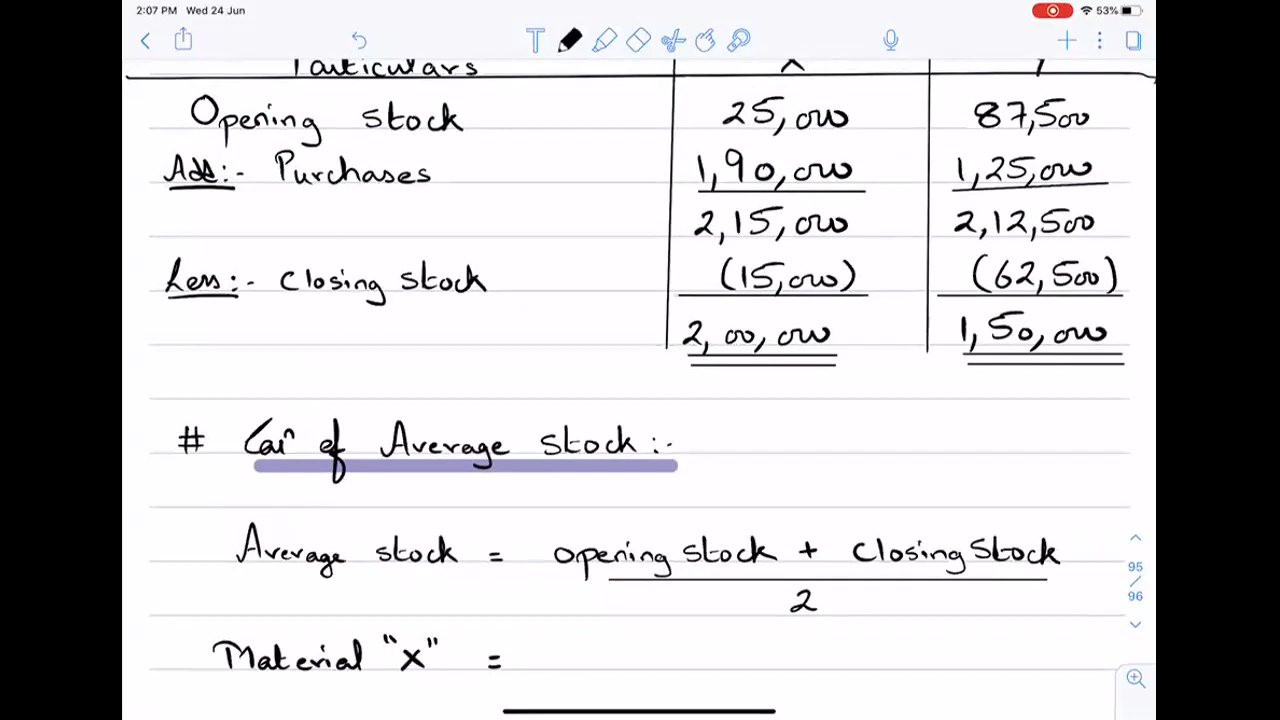 2:07 PM Wed 24 Jun 53%
Particulars X Y
Opening stock 25,000 87,500
Add:- Purchases 1,90,000 1,25,000
2,15,000 2,12,500
Less:- Closing stock (15,000) (62,500)
2,00,000 1,50,000
# Calⁿ of Average stock:-
Average stock = Opening stock + Closing Stock
2
95
/
96
Material "X" =